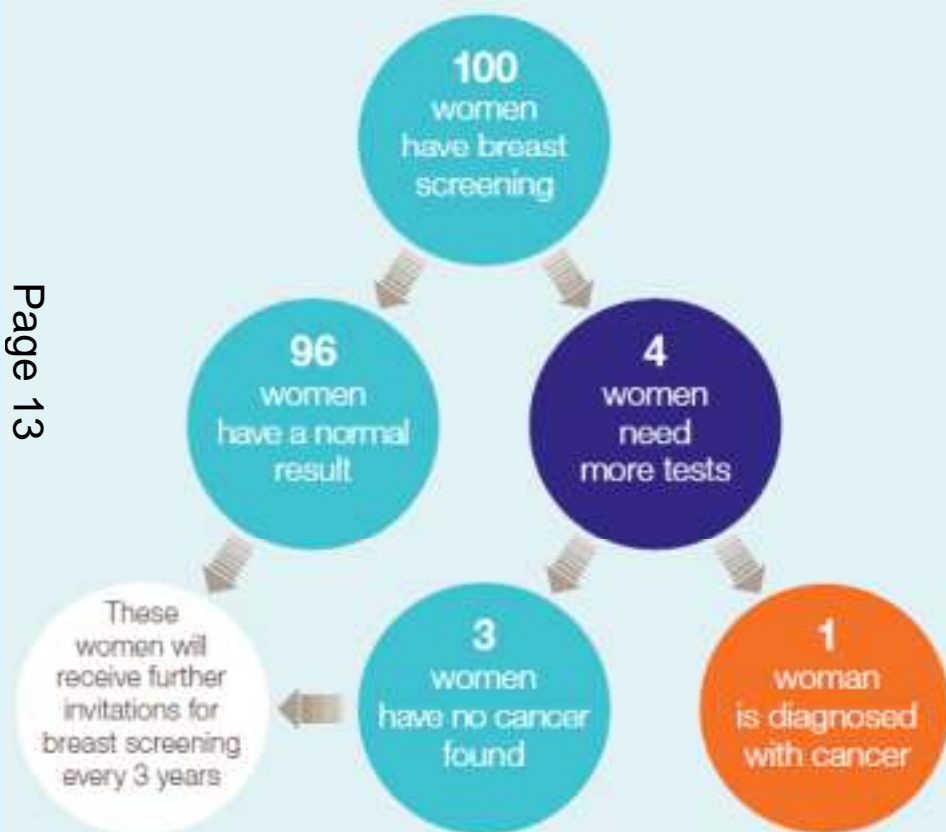 100
women
have breast
screening
96
women
have a normal
result
4
women
need
more tests
These
women will
receive further
invitations for
breast screening
every 3 years
3
women
have no cancer
found
1
woman
is diagnosed
with cancer
Page 13